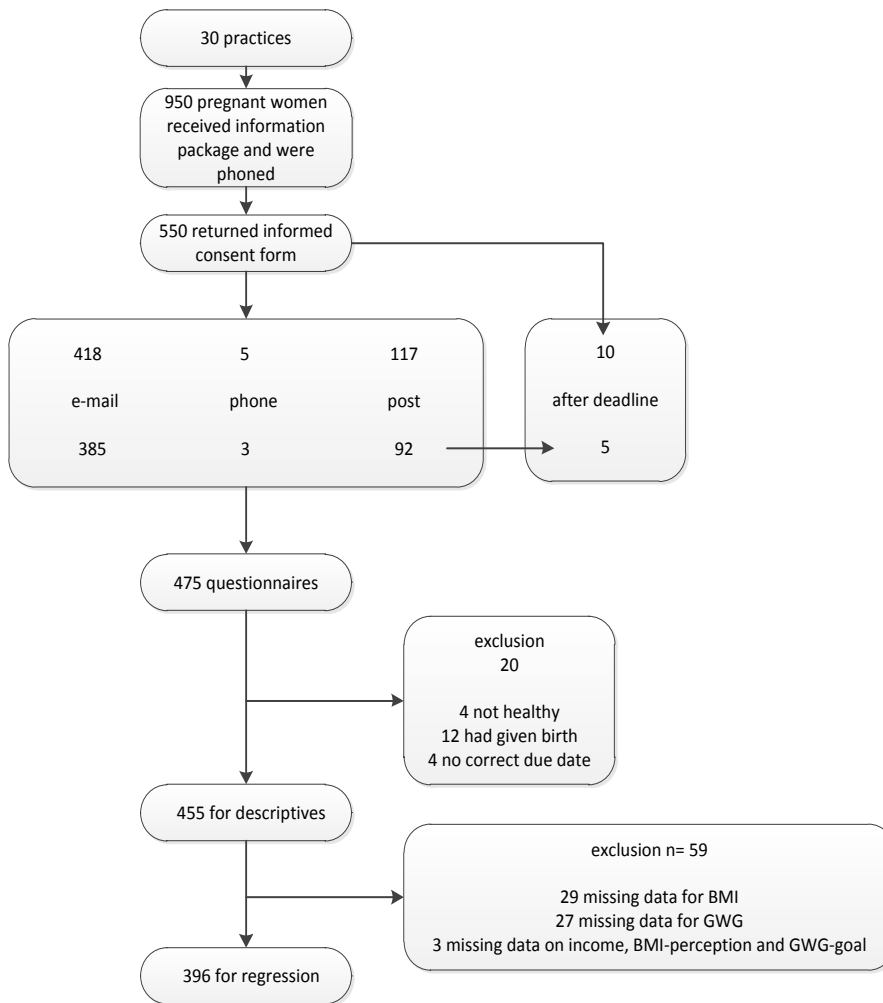 30 practices
950 pregnant women
received information
package and were
phoned
550 returned informed
consent form
418 5 117
e-mail phone post
385 3 92
10
after deadline
5
475 questionnaires
exclusion
20
4 not healthy
12 had given birth
4 no correct due date
455 for descriptives
exclusion n= 59
29 missing data for BMI
27 missing data for GWG
3 missing data on income, BMI-perception and GWG-goal
396 for regression